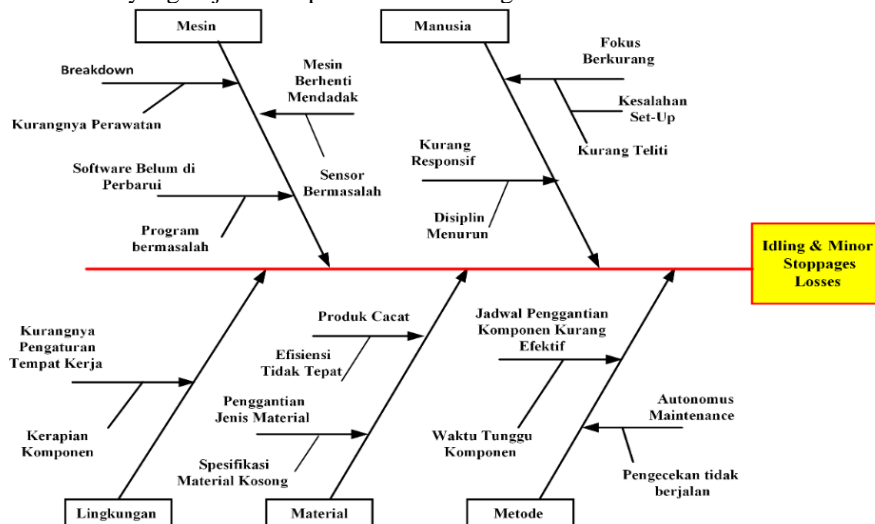 Mesin
Manusia
Breakdown
Kurangnya Perawatan
Mesin
Berhenti
Mendadak
Sensor
Bermasalah
Software Belum di
Perbarui
Program
bermasalah
Fokus
Berkurang
Kesalahan
Set-Up
Kurang Teliti
Kurang
Responsif
Disiplin
Menurun
Idling & Minor
Stoppages
Losses
Kurangnya
Pengaturan
Tempat Kerja
Kerapian
Komponen
Produk Cacat
Efisiensi
Tidak Tepat
Penggantian
Jenis Material
Spesifikasi
Material Kosong
Jadwal Penggantian
Komponen Kurang
Efektif
Waktu Tunggu
Komponen
Autonomus
Maintenance
Pengecekan tidak
berjalan
Lingkungan
Material
Metode